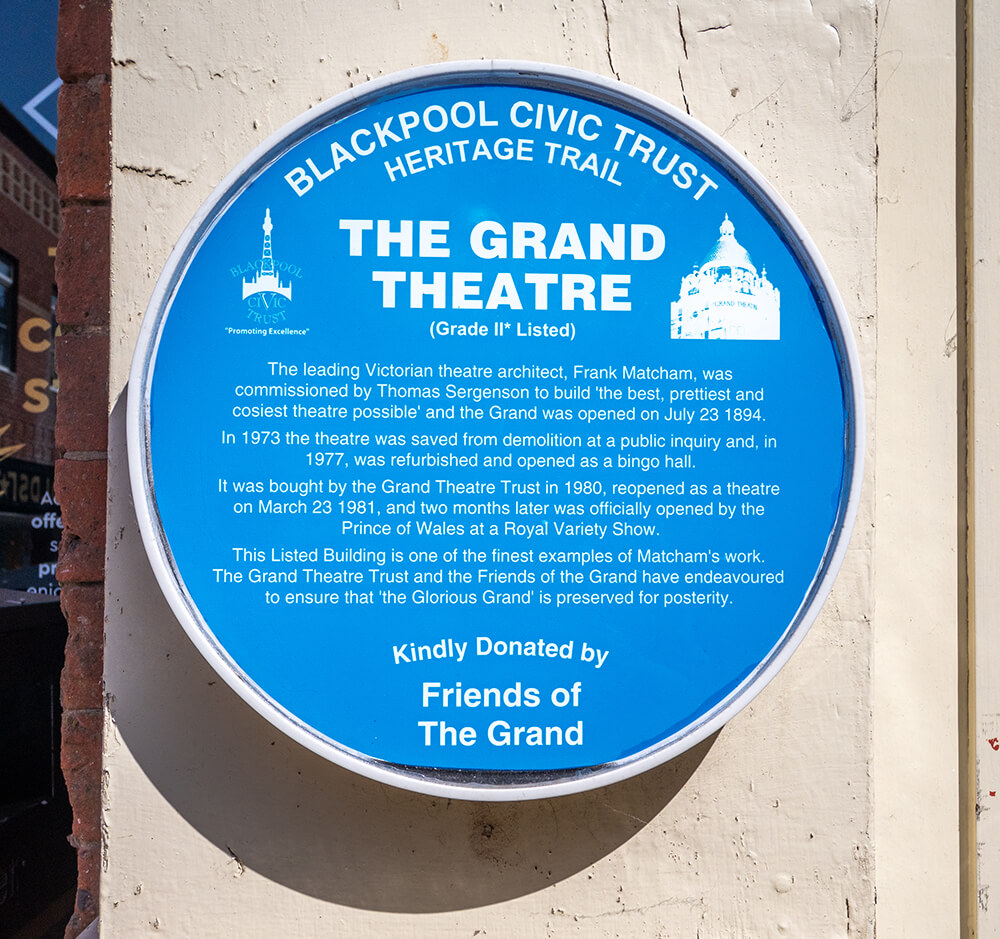 BLACKPOOL CIVIC TRUST
HERITAGE TRAIL
THE GRAND
THEATRE
(Grade II* Listed)
BLACKPOOL
CIVIC
TRUST
"Promoting Excellence"
GRAND THEATRE
The leading Victorian theatre architect, Frank Matcham, was
commissioned by Thomas Sergenson to build 'the best, prettiest and
cosiest theatre possible' and the Grand was opened on July 23 1894.
In 1973 the theatre was saved from demolition at a public inquiry and, in
1977, was refurbished and opened as a bingo hall.
It was bought by the Grand Theatre Trust in 1980, reopened as a theatre
on March 23 1981, and two months later was officially opened by the
Prince of Wales at a Royal Variety Show.
This Listed Building is one of the finest examples of Matcham's work.
The Grand Theatre Trust and the Friends of the Grand have endeavoured
to ensure that 'the Glorious Grand' is preserved for posterity.
Kindly Donated by
Friends of
The Grand